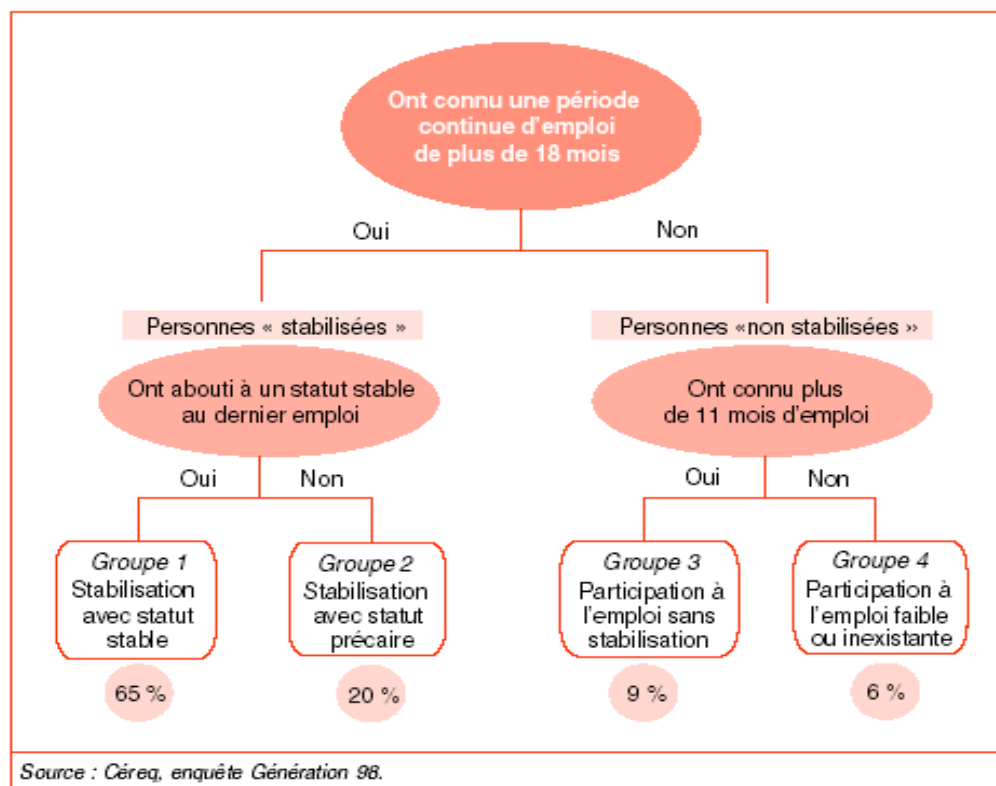 Ont connu une période
continue d'emploi
de plus de 18 mois
Oui
Non
Personnes « stabilisées »
Personnes «non stabilisées »
Ont abouti à un statut stable
au dernier emploi
Ont connu plus
de 11 mois d'emploi
Oui
Non
Oui
Non
Groupe 1
Stabilisation
avec statut
stable
Groupe 2
Stabilisation
avec statut
précaire
Groupe 3
Participation à
l'emploi sans
stabilisation
Groupe 4
Participation à
l'emploi faible
ou inexistante
65 %
20 %
9 %
6 %
Source : Céreq, enquête Génération 98.